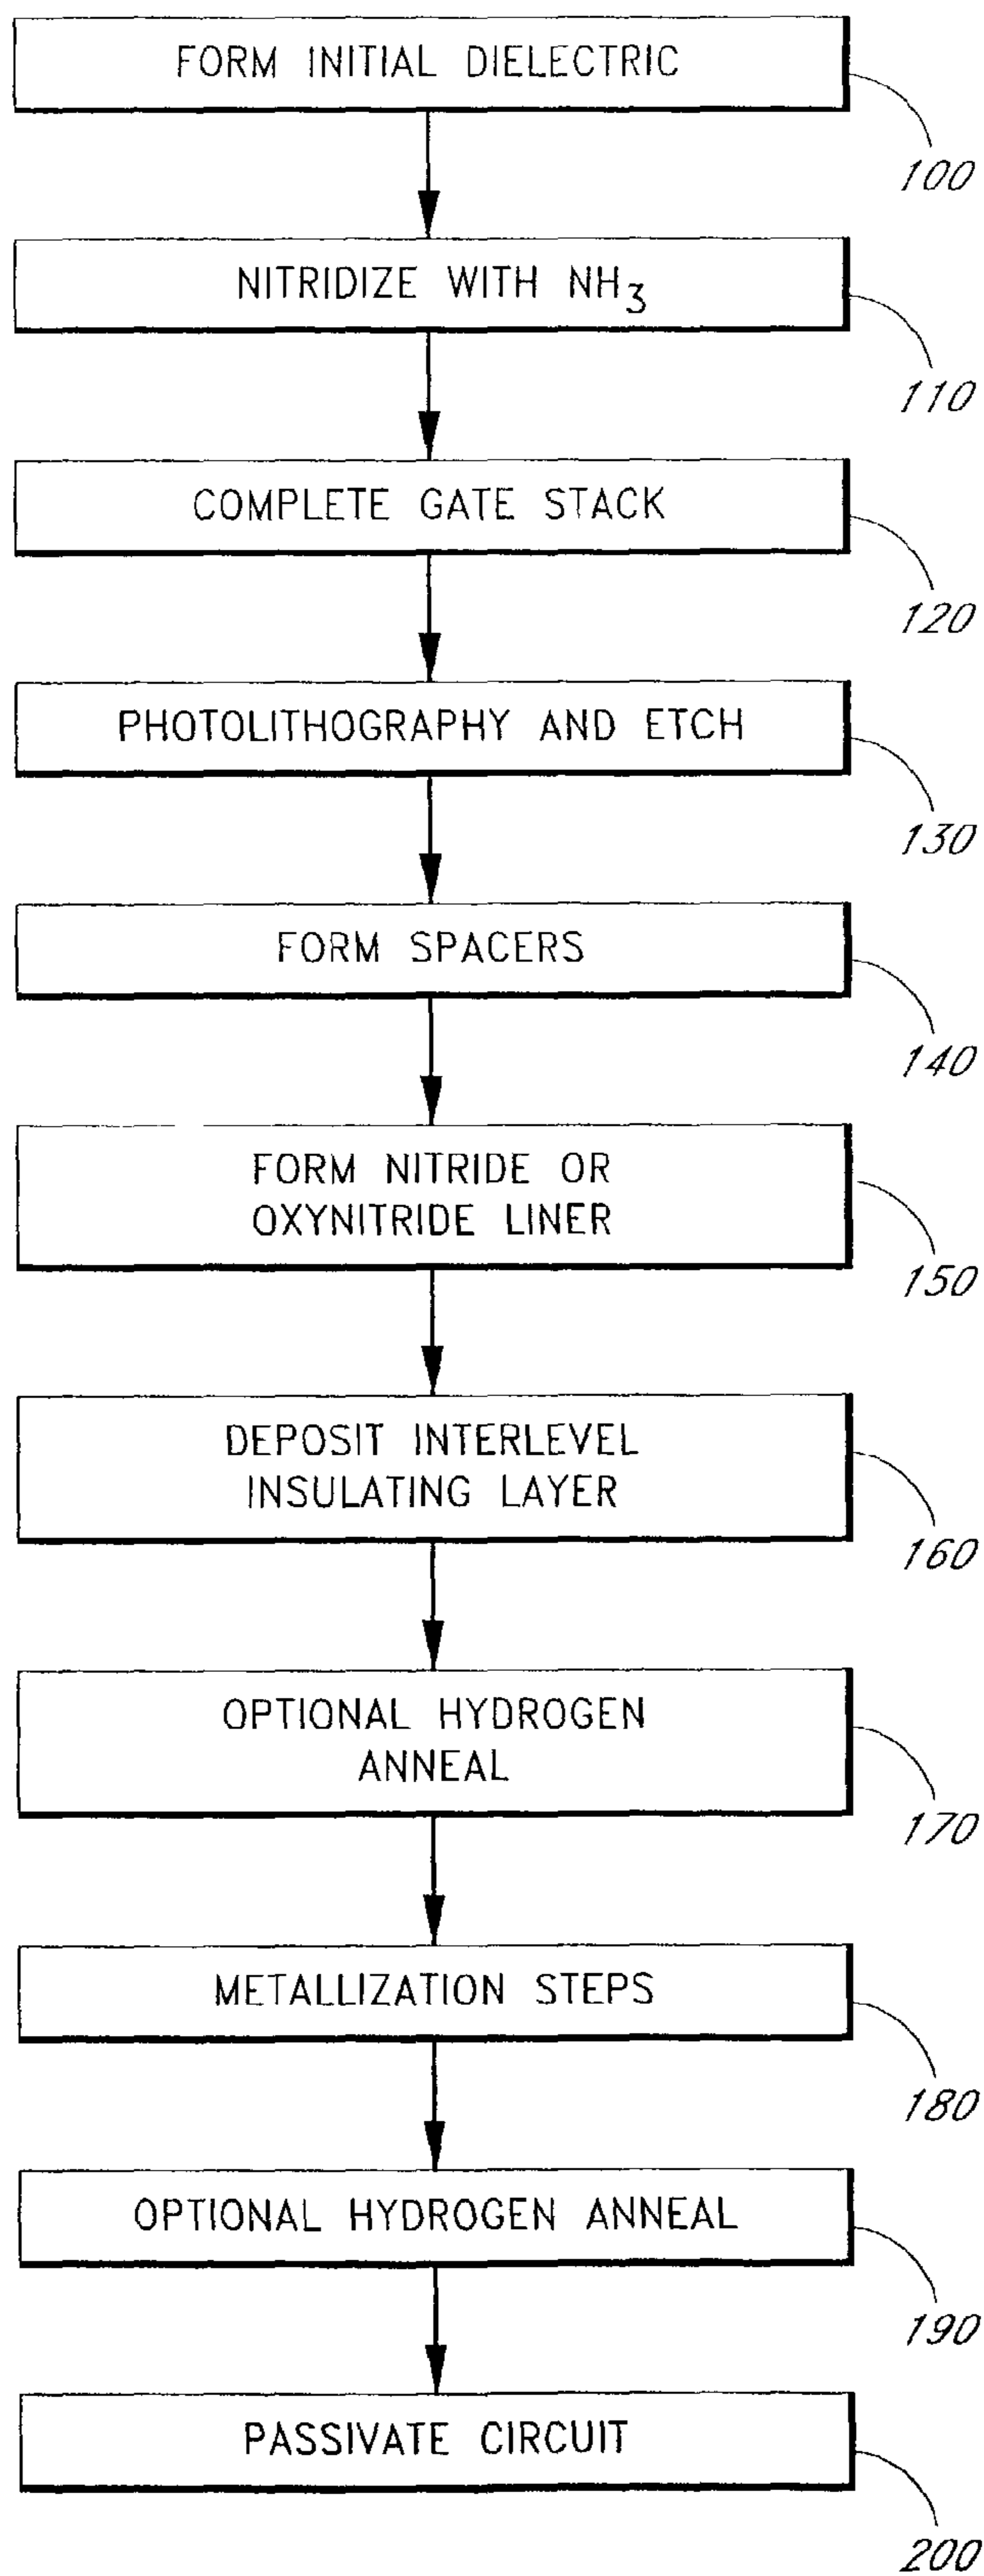 FORM INITIAL DIELECTRIC
100
NITRIDIZE WITH NH3
110
COMPLETE GATE STACK
120
PHOTOLITHOGRAPHY AND ETCH
130
FORM SPACERS
140
FORM NITRIDE OR
OXYNITRIDE LINER
150
DEPOSIT INTERLEVEL
INSULATING LAYER
160
OPTIONAL HYDROGEN
ANNEAL
170
METALLIZATION STEPS
180
OPTIONAL HYDROGEN ANNEAL
190
PASSIVATE CIRCUIT
200